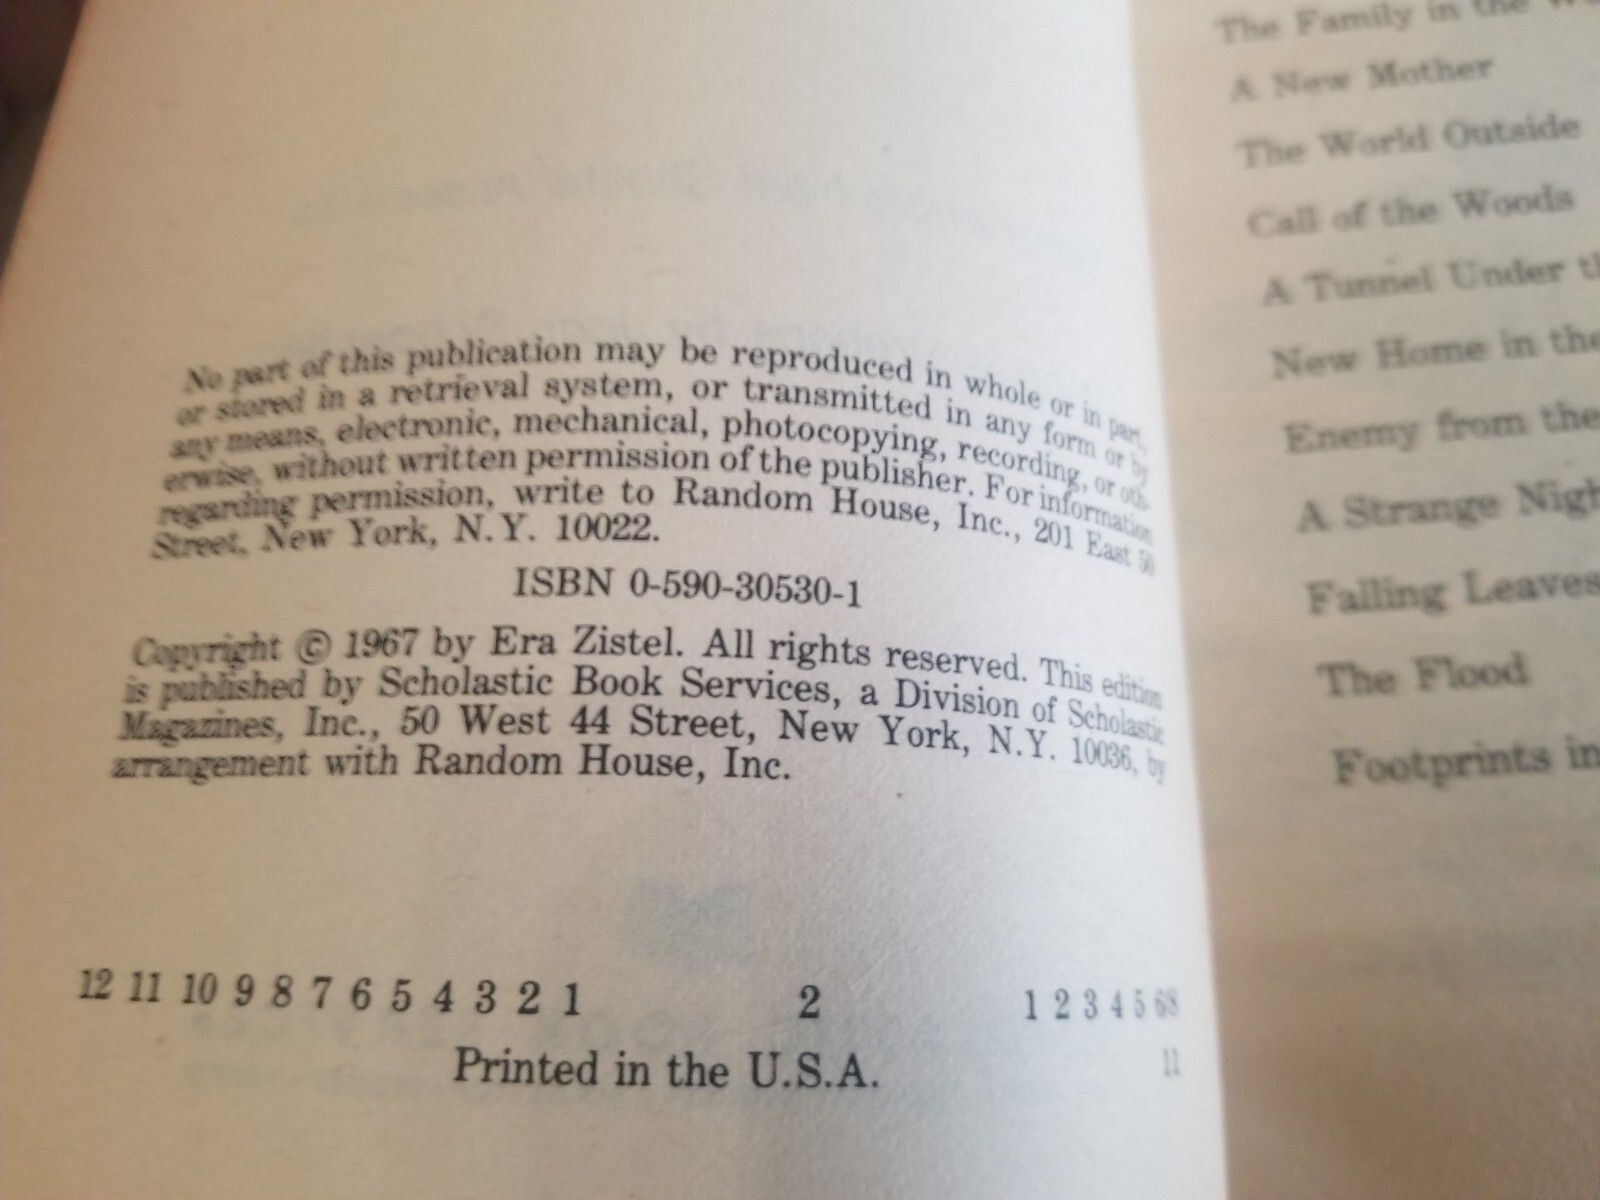 No part of this publication may be reproduced in whole or in part,
or stored in a retrieval system, or transmitted in any form or by
any means, electronic, mechanical, photocopying, recording, or oth-
erwise, without written permission of the publisher. For information
regarding permission, write to Random House, Inc., 201 East 50
Street, New York, N.Y. 10022.
ISBN 0-590-30530-1
Copyright © 1967 by Era Zistel. All rights reserved. This edition
is published by Scholastic Book Services, a Division of Scholastic
Magazines, Inc., 50 West 44 Street, New York, N.Y. 10036, by
arrangement with Random House, Inc.
12 11 10 9 8 7 6 5 4 3 2 1 2 1 2 3 4 5 6/8
Printed in the U.S.A. 11
The Family in the
A New Mother
The World Outside
Call of the Woods
A Tunnel Under
New Home in the
Enemy from the
A Strange
Falling Leaves
The Flood
Footprints in